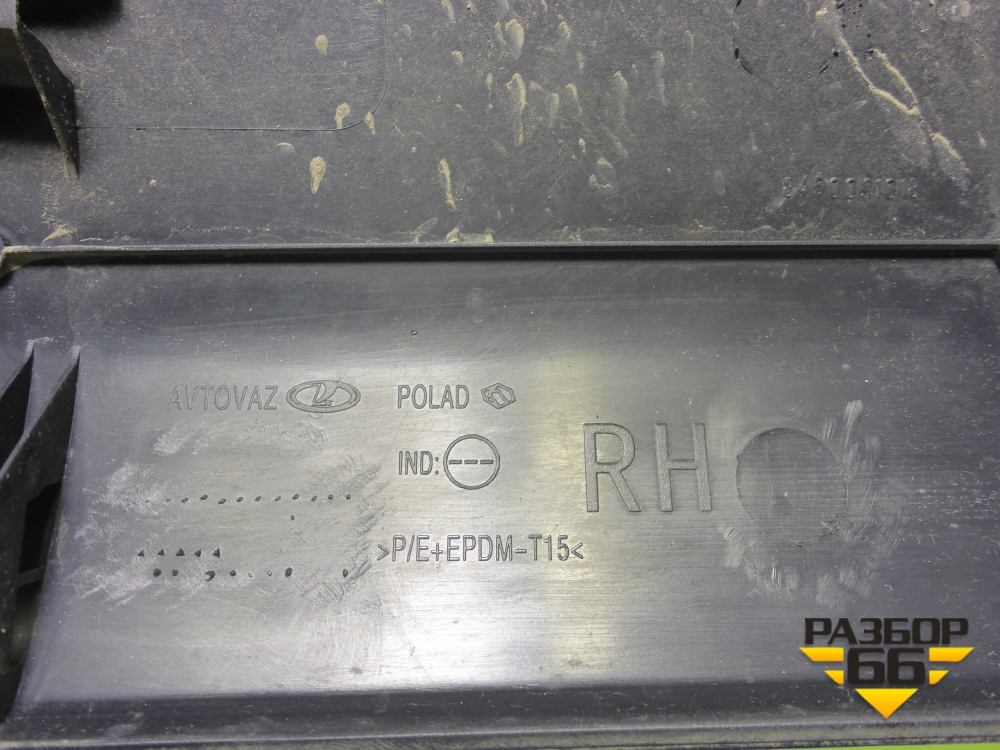 AVTOVAZ POLAD
IND:
RH
>P/E+EPDM-T15<
РАЗБОР
66